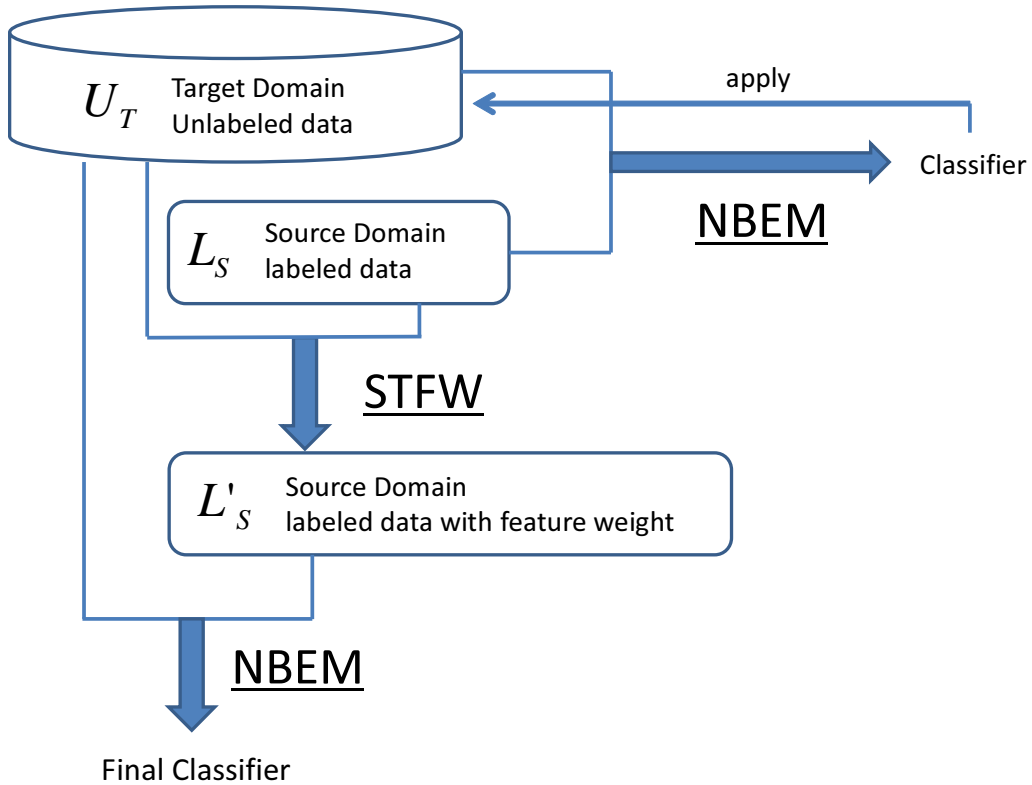 U_T
Target Domain
Unlabeled data
apply
Classifier
NBEM
L_S
Source Domain
labeled data
STFW
L'_S
Source Domain
labeled data with feature weight
NBEM
Final Classifier